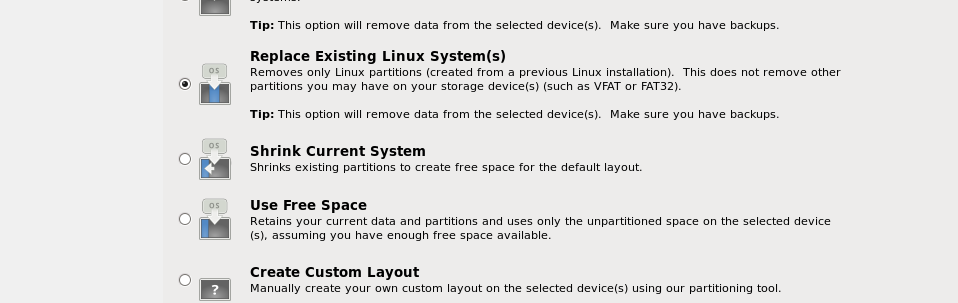 Tip: This option will remove data from the selected device(s).  Make sure you have backups.
Replace Existing Linux System(s)
OS
Removes only Linux partitions (created from a previous Linux installation).  This does not remove other
partitions you may have on your storage device(s) (such as VFAT or FAT32).
Tip: This option will remove data from the selected device(s).  Make sure you have backups.
OS
Shrink Current System
Shrinks existing partitions to create free space for the default layout.
OS
Use Free Space
Retains your current data and partitions and uses only the unpartitioned space on the selected device
(s), assuming you have enough free space available.
Create Custom Layout
?
Manually create your own custom layout on the selected device(s) using our partitioning tool.